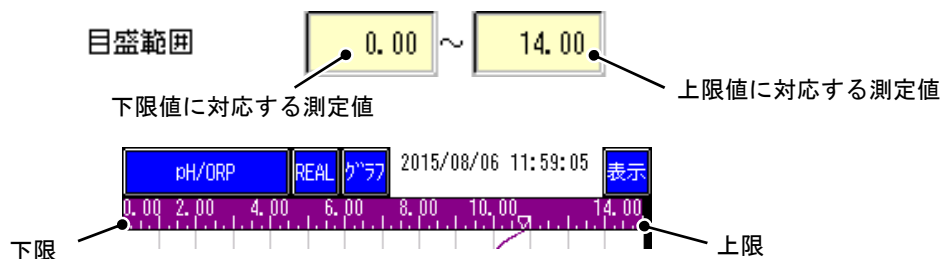 目盛範囲 0.00 ～ 14.00
下限値に対応する測定値
上限値に対応する測定値
pH/ORP REAL グラフ 2015/08/06 11:59:05 表示
0.00 2.00 4.00 6.00 8.00 10.00 14.00
下限
上限